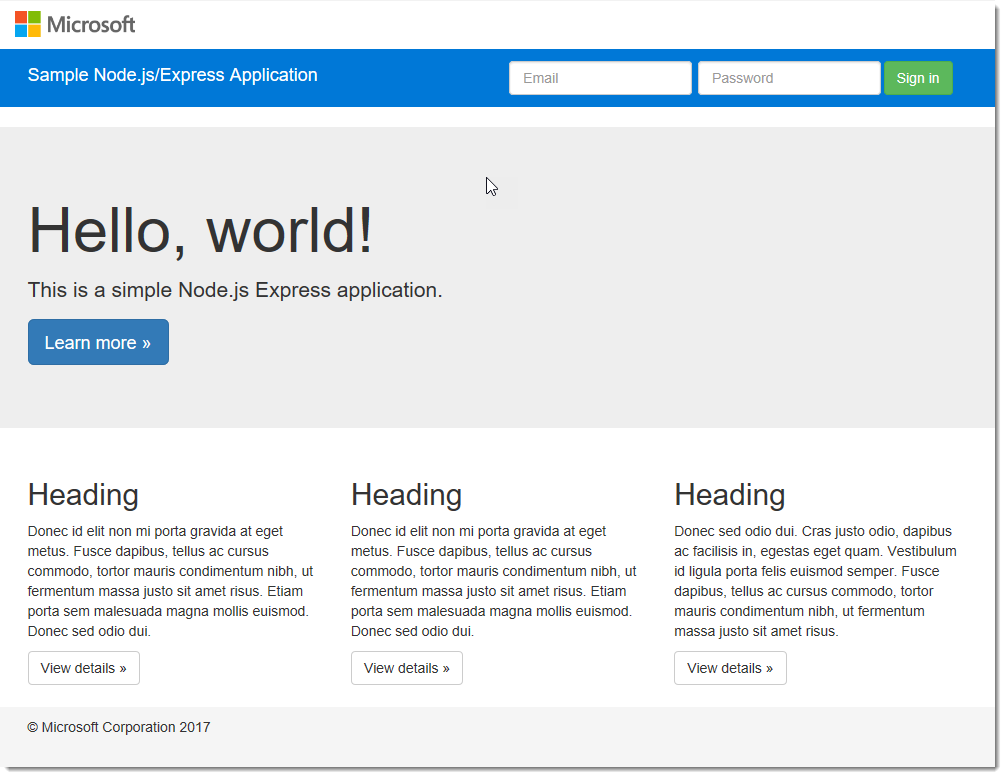 Microsoft
Sample Node.js/Express Application
Email
Password
Sign in
Hello, world!
This is a simple Node.js Express application.
Learn more »
Heading
Donec id elit non mi porta gravida at eget
metus. Fusce dapibus, tellus ac cursus
commodo, tortor mauris condimentum nibh, ut
fermentum massa justo sit amet risus. Etiam
porta sem malesuada magna mollis euismod.
Donec sed odio dui.
View details »
Heading
Donec id elit non mi porta gravida at eget
metus. Fusce dapibus, tellus ac cursus
commodo, tortor mauris condimentum nibh, ut
fermentum massa justo sit amet risus. Etiam
porta sem malesuada magna mollis euismod.
Donec sed odio dui.
View details »
Heading
Donec sed odio dui. Cras justo odio, dapibus
ac facilisis in, egestas eget quam. Vestibulum
id ligula porta felis euismod semper. Fusce
dapibus, tellus ac cursus commodo, tortor
mauris condimentum nibh, ut fermentum
massa justo sit amet risus.
View details »
© Microsoft Corporation 2017